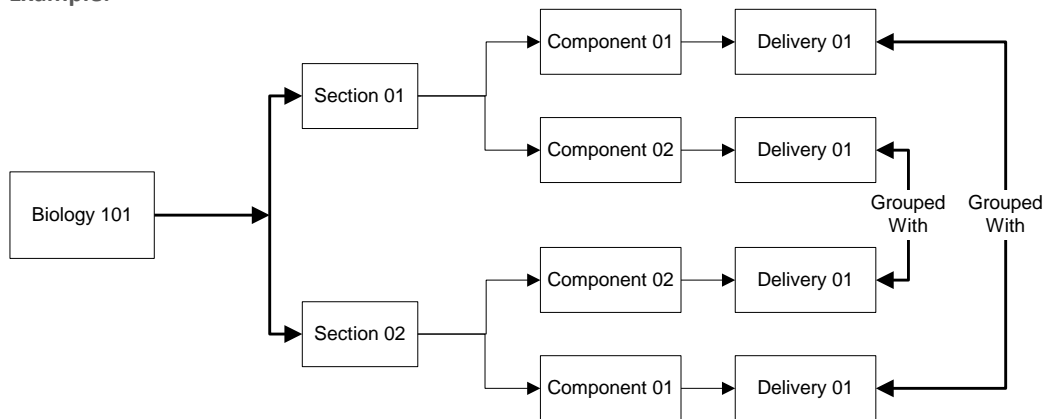 Example:
Component 01
Delivery 01
Section 01
Component 02
Delivery 01
Biology 101
Grouped
With
Grouped
With
Component 02
Delivery 01
Section 02
Component 01
Delivery 01